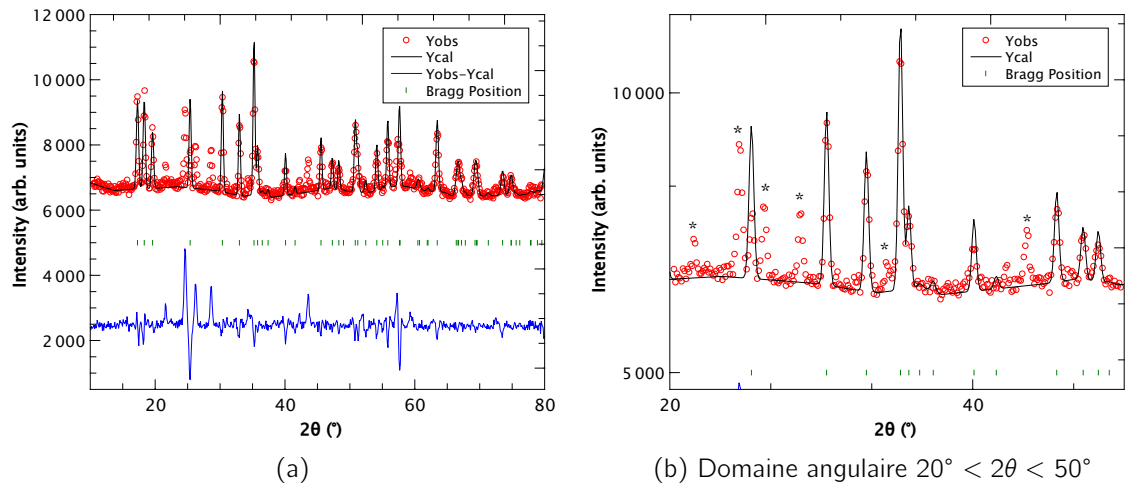 12 000
10 000
8 000
6 000
4 000
2 000
Intensity (arb. units)
20
40
60
80
2θ (°)
Yobs
Ycal
Yobs-Ycal
Bragg Position
(a)
10 000
5 000
Intensity (arb. units)
20
40
2θ (°)
Yobs
Ycal
Bragg Position
*
*
*
*
*
*
(b) Domaine angulaire 20° < 2θ < 50°